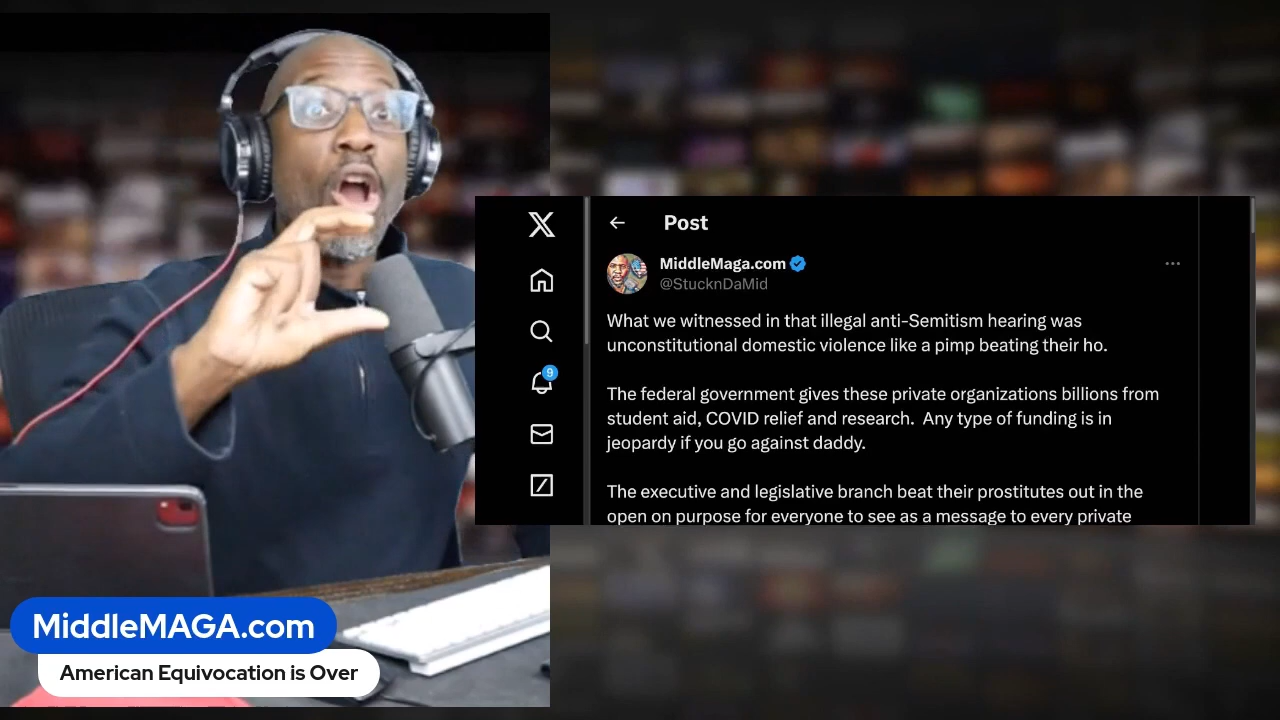 Post
MiddleMaga.com
@StucknDaMid
What we witnessed in that illegal anti-Semitism hearing was
unconstitutional domestic violence like a pimp beating their ho.
The federal government gives these private organizations billions from
student aid, COVID relief and research.  Any type of funding is in
jeopardy if you go against daddy.
The executive and legislative branch beat their prostitutes out in the
open on purpose for everyone to see as a message to every private
9
MiddleMAGA.com
American Equivocation is Over